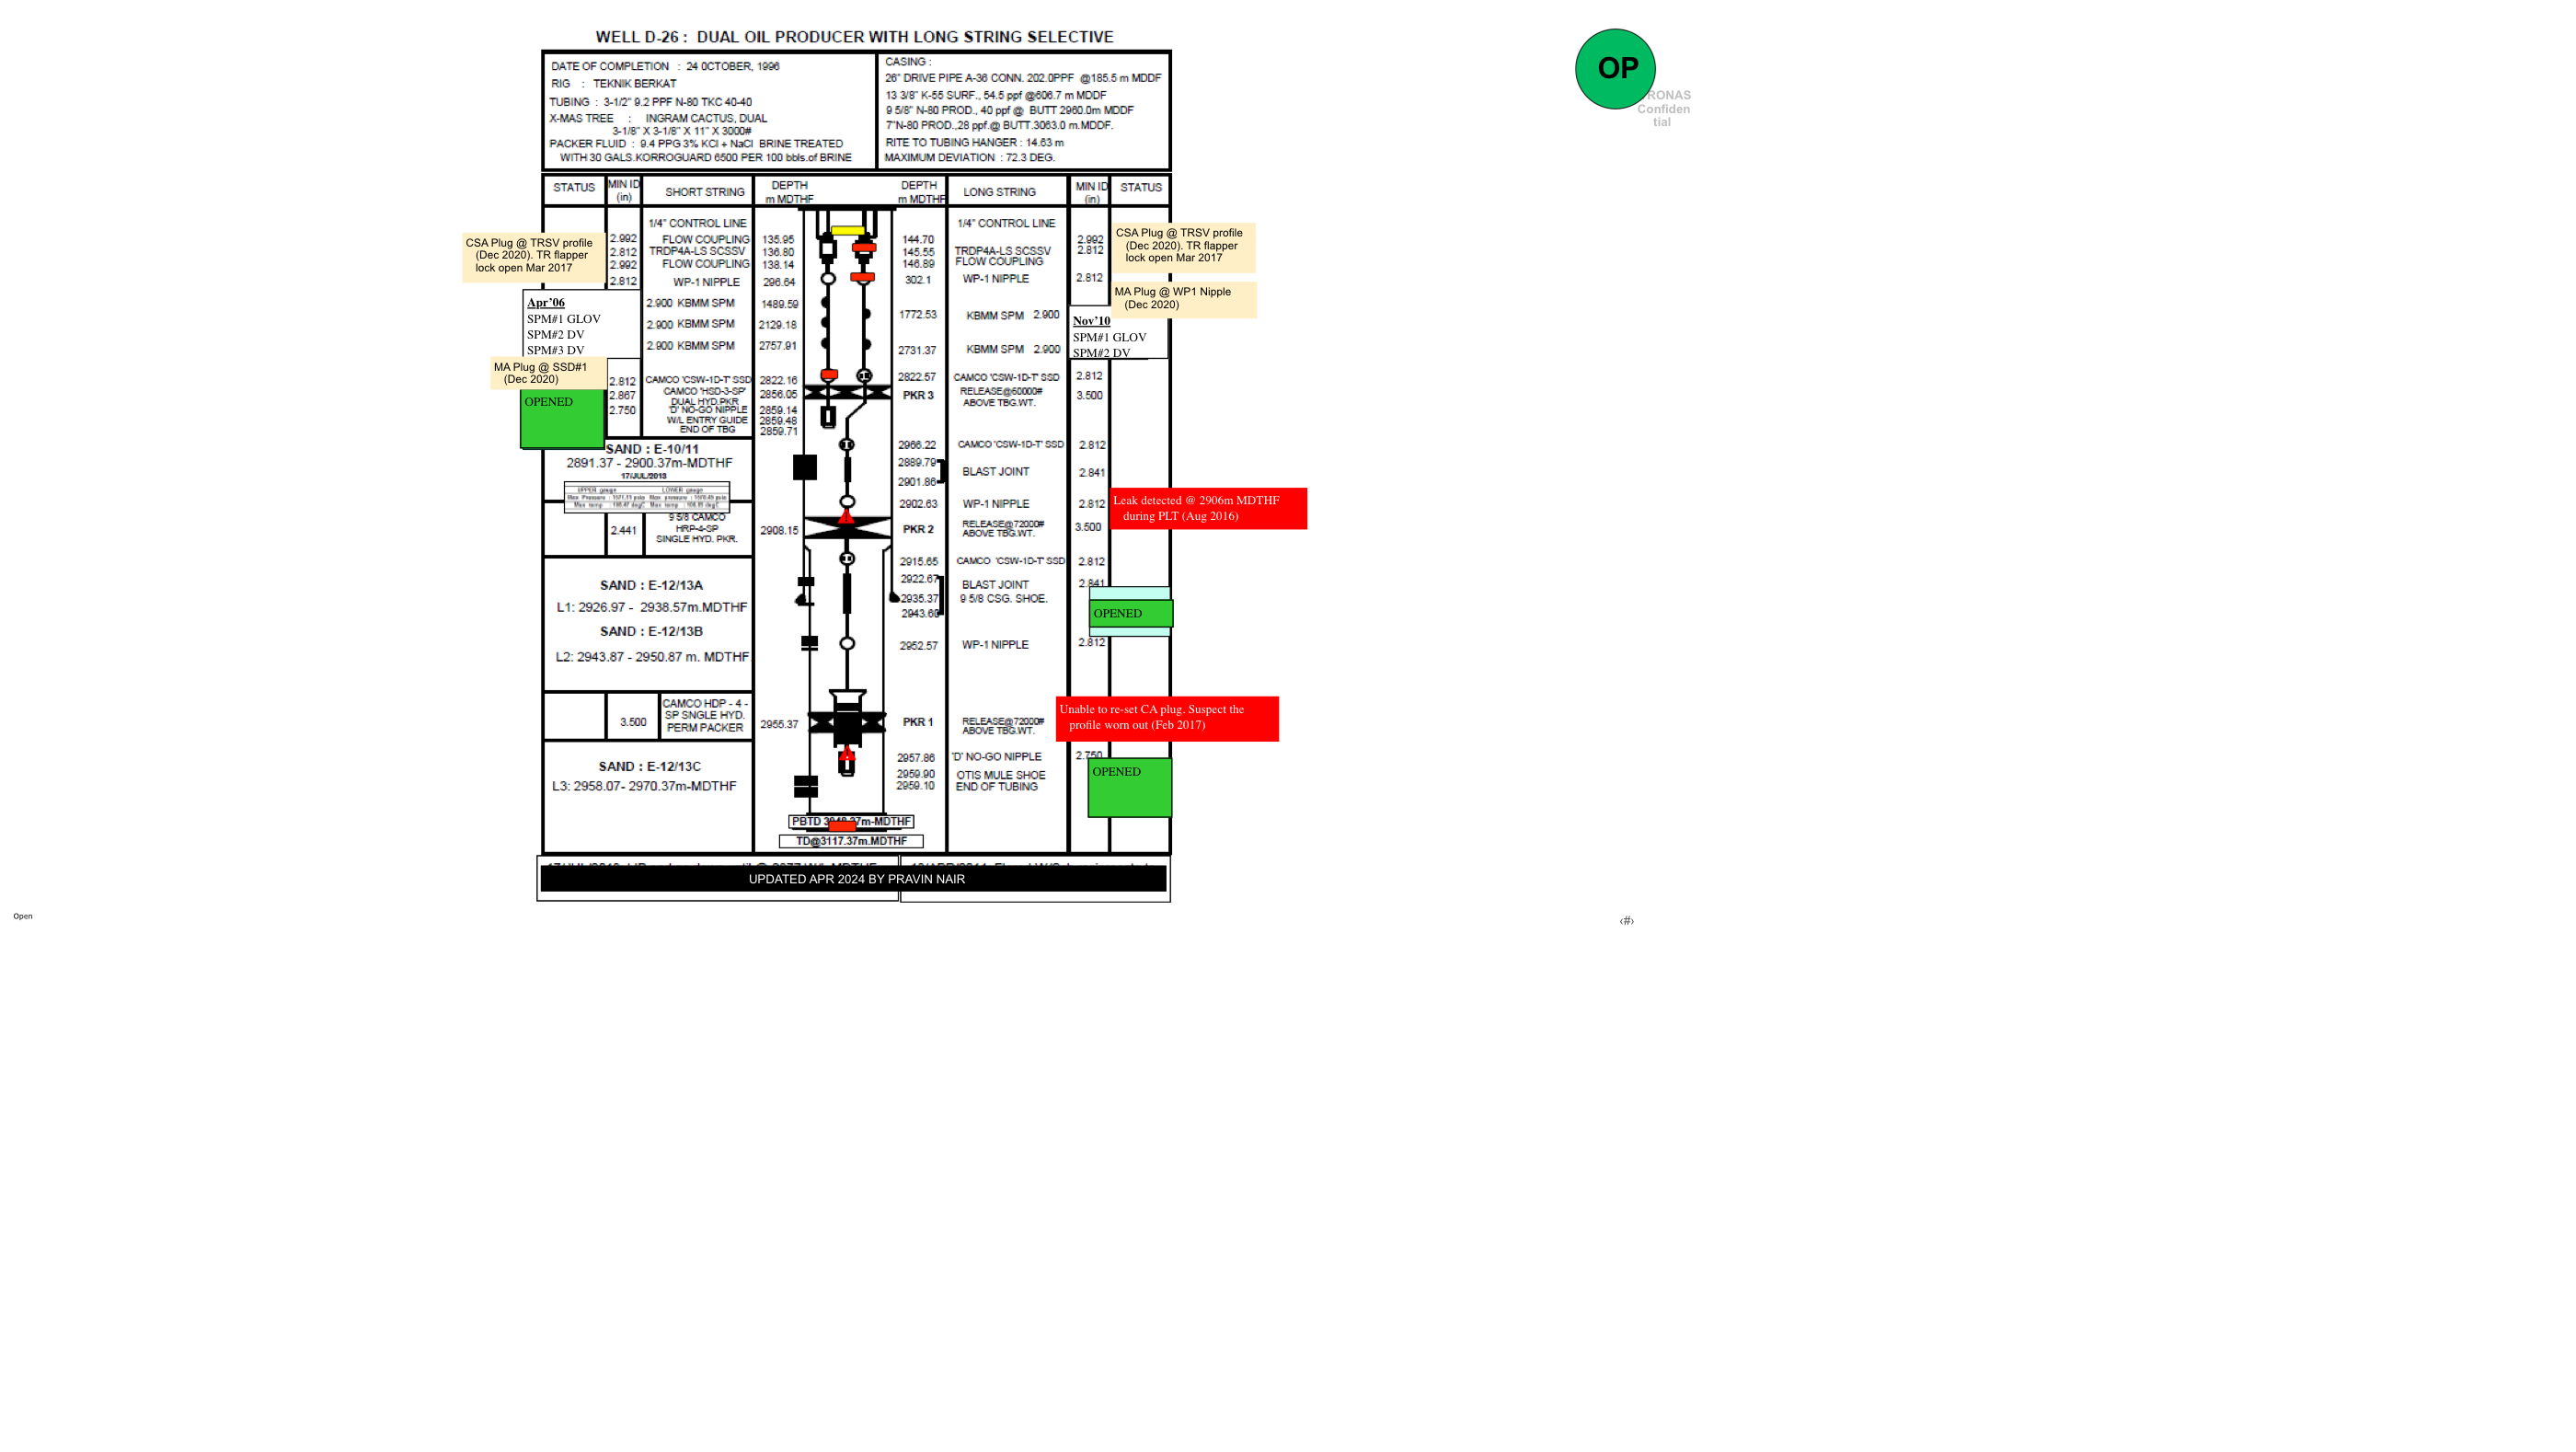 WELL D-26 : DUAL OIL PRODUCER WITH LONG STRING SELECTIVE
OP
RONAS
Confiden
tial
DATE OF COMPLETION : 24 0CTOBER, 1996
RIG : TEKNIK BERKAT
TUBING : 3-1/2" 9.2 PPF N-80 TKC 40-40
X-MAS TREE : INGRAM CACTUS, DUAL
3-1/8" X 3-1/8" X 11" X 3000#
PACKER FLUID : 9.4 PPG 3% KCl + NaCl BRINE TREATED
WITH 30 GALS.KORROGUARD 6500 PER 100 bbls.of BRINE
CASING :
26" DRIVE PIPE A-36 CONN. 202.0PPF @185.5 m MDDF
13 3/8" K-55 SURF., 54.5 ppf @606.7 m MDDF
9 5/8" N-80 PROD., 40 ppf @ BUTT 2960.0m MDDF
7"N-80 PROD.,28 ppf.@ BUTT.3063.0 m.MDDF.
RITE TO TUBING HANGER : 14.63 m
MAXIMUM DEVIATION : 72.3 DEG.
STATUS MIN ID (in) SHORT STRING DEPTH m MDTHF DEPTH m MDTHF LONG STRING MIN ID (in) STATUS
1/4" CONTROL LINE 1/4" CONTROL LINE
2.992 FLOW COUPLING 135.95 144.70 2.992
2.812 TRDP4A-LS SCSSV 136.80 145.55 TRDP4A-LS SCSSV 2.812
2.992 FLOW COUPLING 138.14 146.89 FLOW COUPLING
2.812 WP-1 NIPPLE 296.64 302.1 WP-1 NIPPLE 2.812
CSA Plug @ TRSV profile
(Dec 2020). TR flapper
lock open Mar 2017
CSA Plug @ TRSV profile
(Dec 2020). TR flapper
lock open Mar 2017
MA Plug @ WP1 Nipple
(Dec 2020)
Apr'06
SPM#1 GLOV
SPM#2 DV
SPM#3 DV
2.900 KBMM SPM 1489.59
2.900 KBMM SPM 2129.18
2.900 KBMM SPM 2757.91
1772.53 KBMM SPM 2.900
2731.37 KBMM SPM 2.900
Nov'10
SPM#1 GLOV
SPM#2 DV
MA Plug @ SSD#1
(Dec 2020)
OPENED
2.812 CAMCO 'CSW-1D-T' SSD 2822.16
2.867 CAMCO 'HSD-3-SP' DUAL HYD.PKR 2856.05
2.750 'D' NO-GO NIPPLE 2859.14
W/L ENTRY GUIDE 2859.48
END OF TBG 2859.71
2822.57 CAMCO 'CSW-1D-T' SSD 2.812
PKR 3 RELEASE@60000# ABOVE TBG.WT. 3.500
2966.22 CAMCO 'CSW-1D-T' SSD 2.812
2889.79
BLAST JOINT 2.841
2901.86
2902.63 WP-1 NIPPLE 2.812
SAND : E-10/11
2891.37 - 2900.37m-MDTHF
17/JUL/2013
UPPER gauge LOWER gauge
2.441 9 5/8 CAMCO HRP-4-SP SINGLE HYD. PKR. 2908.15
PKR 2 RELEASE@72000# ABOVE TBG.WT. 3.500
Leak detected @ 2906m MDTHF
during PLT (Aug 2016)
2915.65 CAMCO 'CSW-1D-T' SSD 2.812
2922.67
BLAST JOINT 2.841
2935.37 9 5/8 CSG. SHOE.
2943.60
OPENED
2952.57 WP-1 NIPPLE 2.812
SAND : E-12/13A
L1: 2926.97 - 2938.57m.MDTHF
SAND : E-12/13B
L2: 2943.87 - 2950.87 m. MDTHF
3.500 CAMCO HDP - 4 - SP SNGLE HYD. PERM PACKER 2955.37
PKR 1 RELEASE@72000# ABOVE TBG.WT.
Unable to re-set CA plug. Suspect the
profile worn out (Feb 2017)
SAND : E-12/13C
L3: 2958.07- 2970.37m-MDTHF
2957.86 'D' NO-GO NIPPLE 2.750
2959.90 OTIS MULE SHOE
2959.10 END OF TUBING
OPENED
PBTD m-MDTHF
TD@3117.37m.MDTHF
UPDATED APR 2024 BY PRAVIN NAIR
Open
‹#›